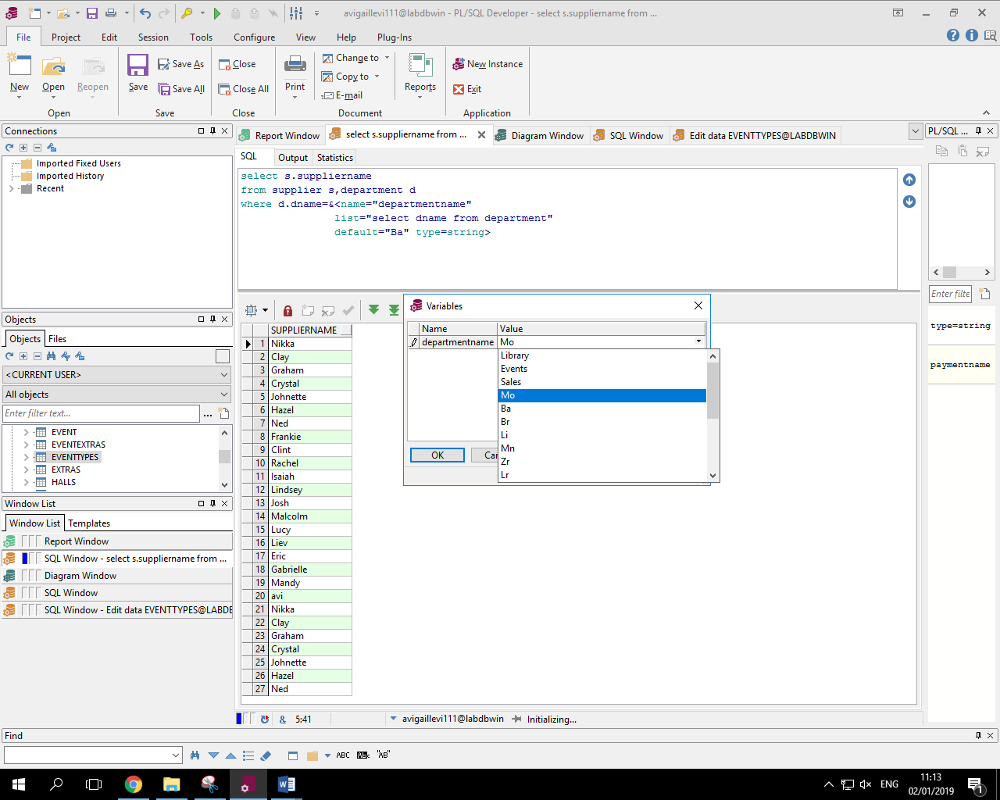 avigaillevi111@labdbwin - PL/SQL Developer - select s.suppliername from ...
File Project Edit Session Tools Configure View Help Plug-Ins
New Open Reopen
Save Save As Save All
Close Close All
Print Change to Copy to E-mail Reports
New Instance Exit
Open Save Close Document Application
Connections
Imported Fixed Users
Imported History
Recent
Objects
Objects Files
<CURRENT USER>
All objects
Enter filter text...
EVENT
EVENTEXTRAS
EVENTTYPES
EXTRAS
HALLS
Window List
Window List Templates
Report Window
SQL Window - select s.suppliername from ...
Diagram Window
SQL Window
SQL Window - Edit data EVENTTYPES@LABDE
Report Window select s.suppliername from ... Diagram Window SQL Window Edit data EVENTTYPES@LABDBWIN
SQL Output Statistics
select s.suppliername
from supplier s,department d
where d.dname=&<name="departmentname"
list="select dname from department"
default="Ba" type=string>
SUPPLIERNAME
1 Nikka
2 Clay
3 Graham
4 Crystal
5 Johnette
6 Hazel
7 Ned
8 Frankie
9 Clint
10 Rachel
11 Isaiah
12 Lindsey
13 Josh
14 Malcolm
15 Lucy
16 Liev
17 Eric
18 Gabrielle
19 Mandy
20 avi
21 Nikka
22 Clay
23 Graham
24 Crystal
25 Johnette
26 Hazel
27 Ned
Variables
Name Value
departmentname Mo
Library
Events
Sales
Mo
Ba
Br
Li
Mn
Zr
Lr
OK Can
PL/SQL ...
Enter filte
type=string
paymentname
& 5:41 avigaillevi111@labdbwin Initializing...
Find
ABC AB: "AB"
ENG 11:13
02/01/2019
1